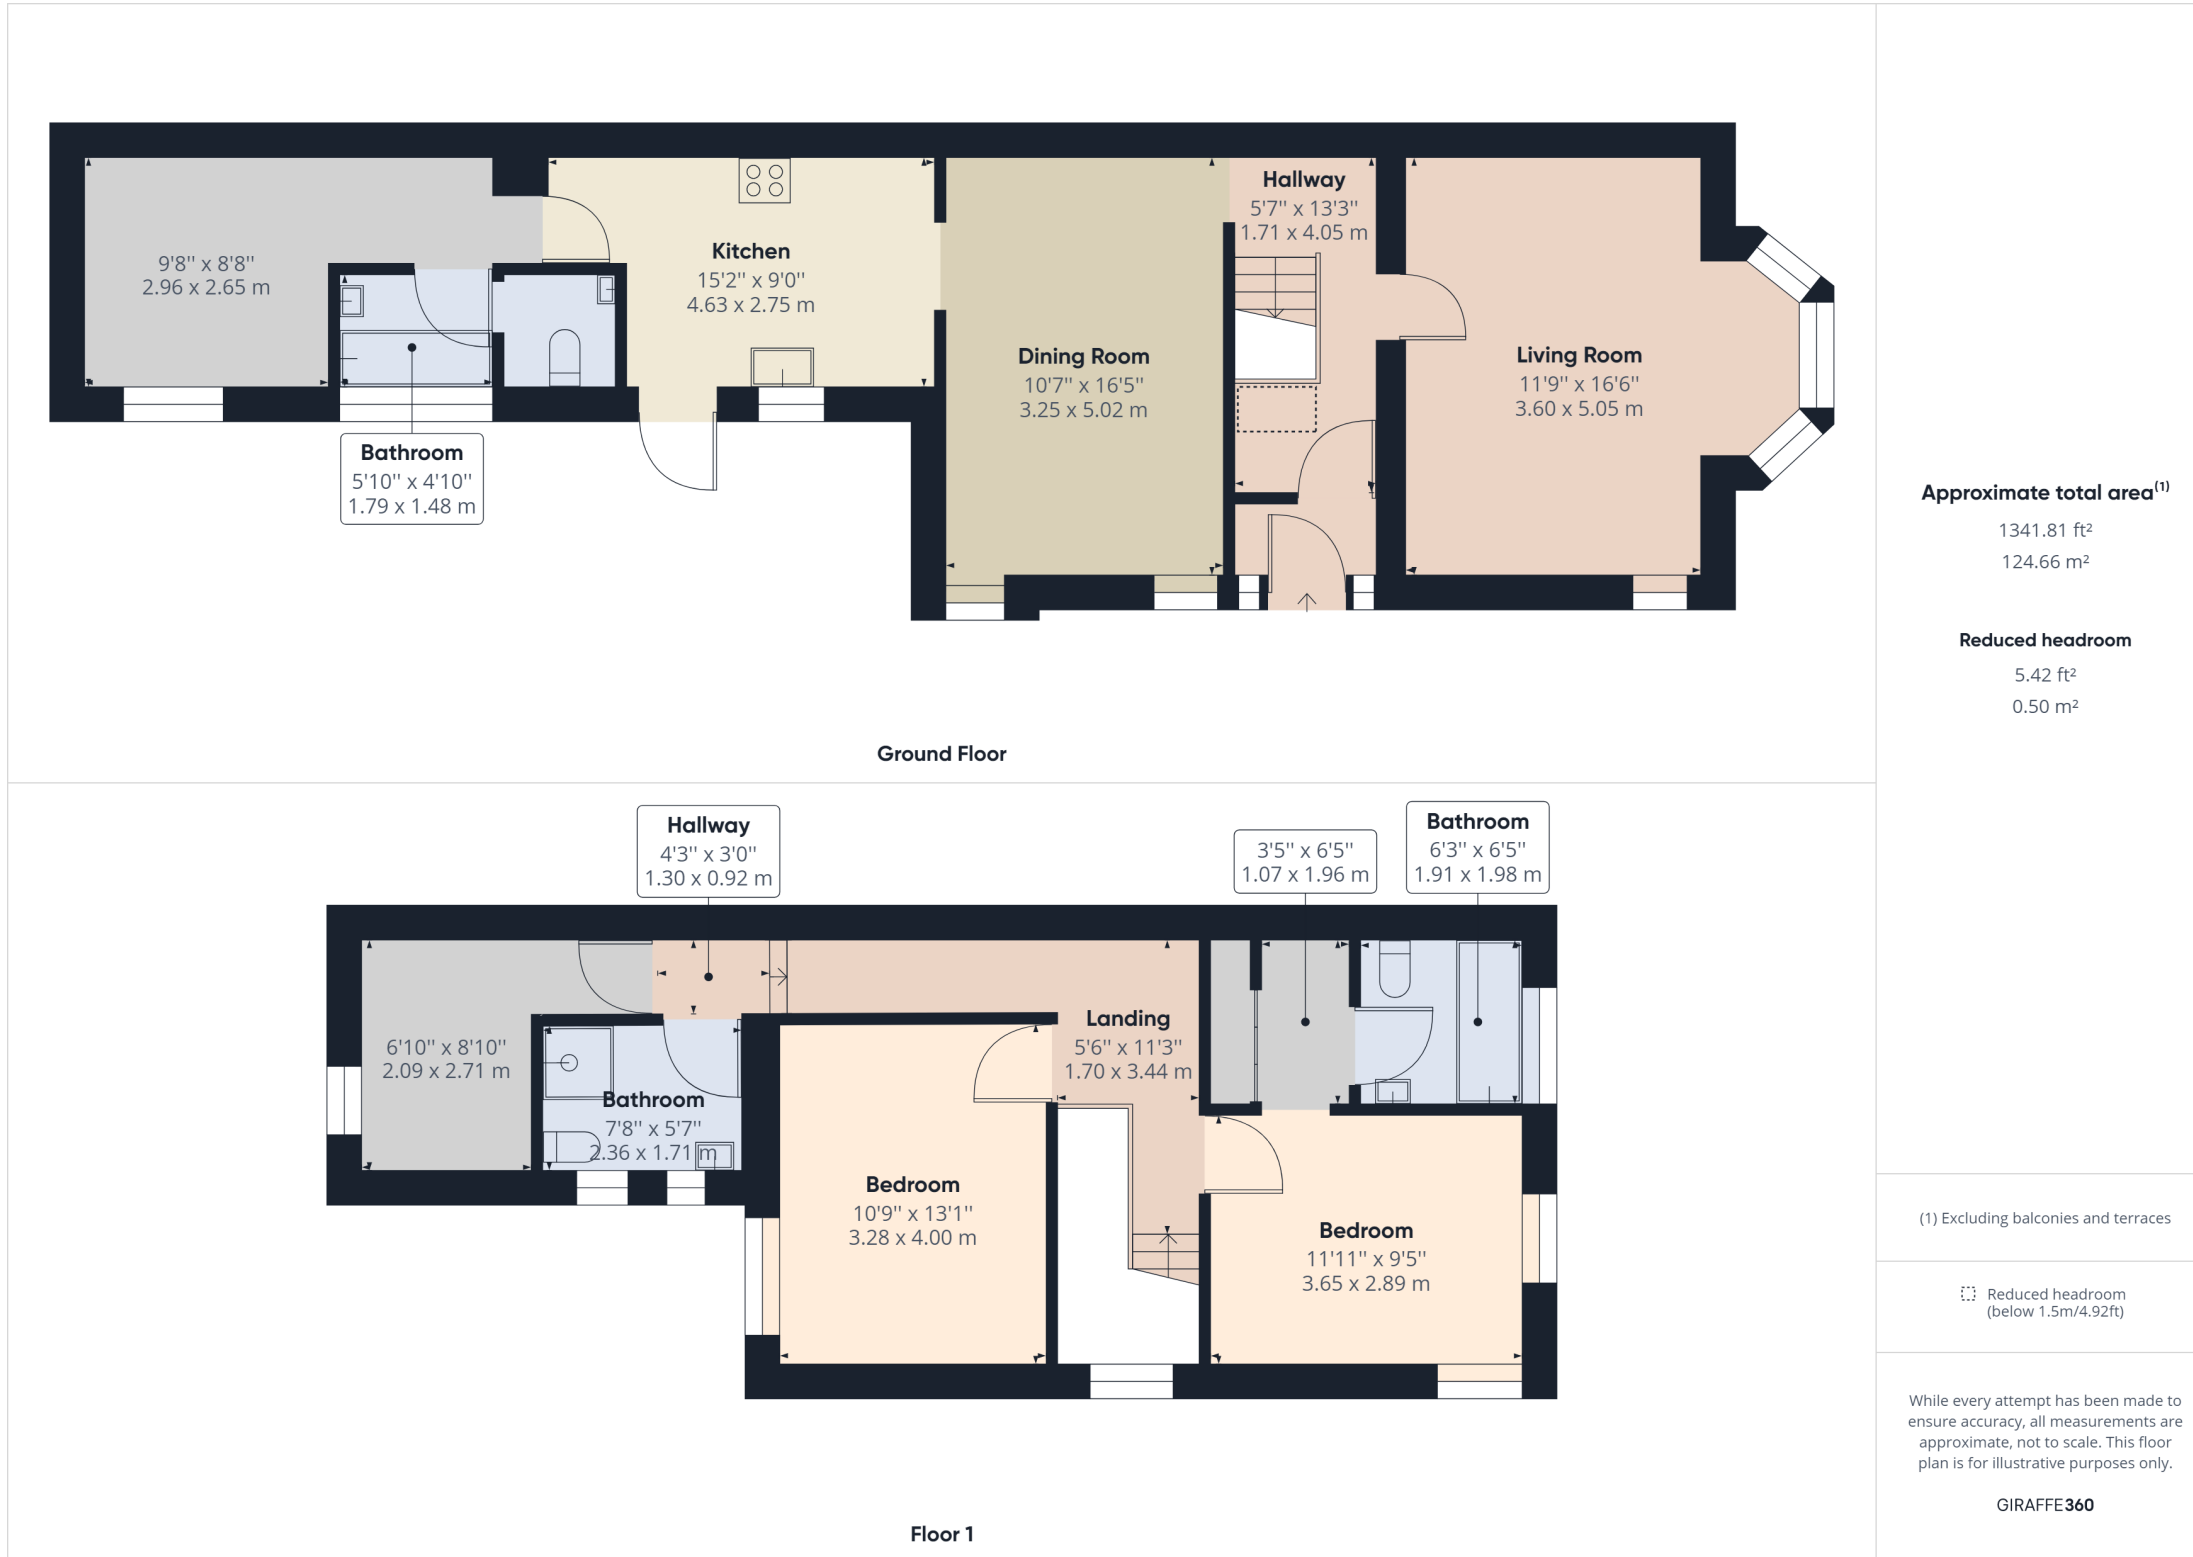 Hallway
5'7'' x 13'3''
1.71 x 4.05 m
9'8'' x 8'8''
2.96 x 2.65 m
Kitchen
15'2'' x 9'0''
4.63 x 2.75 m
Dining Room
10'7'' x 16'5''
3.25 x 5.02 m
Living Room
11'9'' x 16'6''
3.60 x 5.05 m
Bathroom
5'10'' x 4'10''
1.79 x 1.48 m
Ground Floor
Hallway
4'3'' x 3'0''
1.30 x 0.92 m
3'5'' x 6'5''
1.07 x 1.96 m
Bathroom
6'3'' x 6'5''
1.91 x 1.98 m
6'10'' x 8'10''
2.09 x 2.71 m
Bathroom
7'8'' x 5'7''
2.36 x 1.71 m
Landing
5'6'' x 11'3''
1.70 x 3.44 m
Bedroom
10'9'' x 13'1''
3.28 x 4.00 m
Bedroom
11'11'' x 9'5''
3.65 x 2.89 m
Floor 1
Approximate total area(1)
1341.81 ft²
124.66 m²
Reduced headroom
5.42 ft²
0.50 m²
(1) Excluding balconies and terraces
Reduced headroom
(below 1.5m/4.92ft)
While every attempt has been made to
ensure accuracy, all measurements are
approximate, not to scale. This floor
plan is for illustrative purposes only.
GIRAFFE360